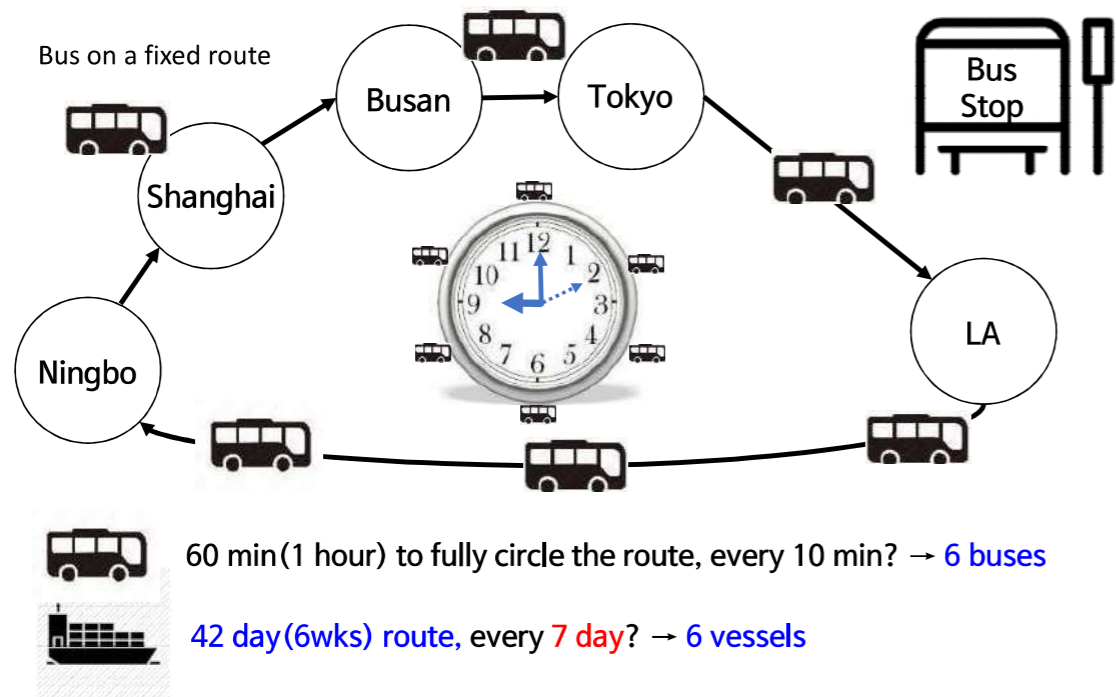 Bus on a fixed route
Busan
Tokyo
Bus
Stop
Shanghai
Ningbo
LA
12
1
2
3
4
5
6
7
8
9
10
11
60 min(1 hour) to fully circle the route, every 10 min? → 6 buses
42 day(6wks) route, every 7 day? → 6 vessels